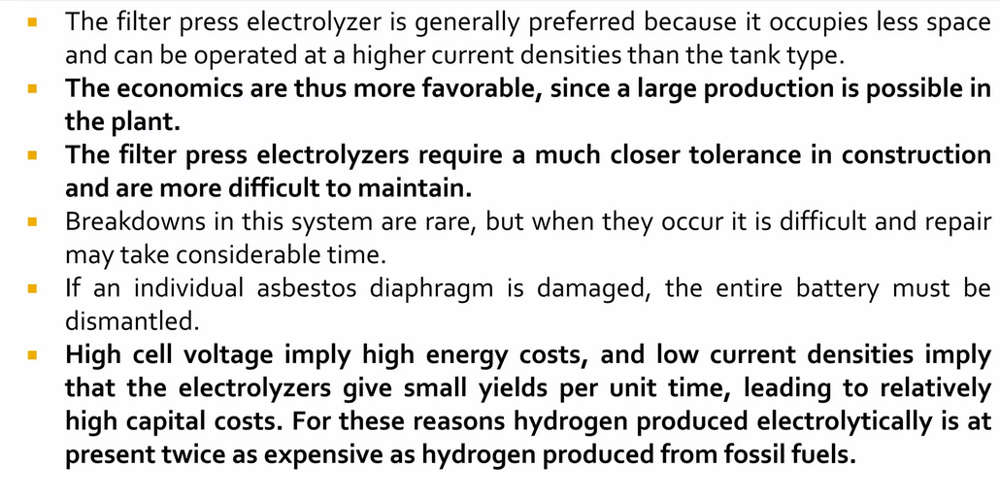 ▪ The filter press electrolyzer is generally preferred because it occupies less space
and can be operated at a higher current densities than the tank type.
▪ The economics are thus more favorable, since a large production is possible in
the plant.
▪ The filter press electrolyzers require a much closer tolerance in construction
and are more difficult to maintain.
▪ Breakdowns in this system are rare, but when they occur it is difficult and repair
may take considerable time.
▪ If an individual asbestos diaphragm is damaged, the entire battery must be
dismantled.
▪ High cell voltage imply high energy costs, and low current densities imply
that the electrolyzers give small yields per unit time, leading to relatively
high capital costs. For these reasons hydrogen produced electrolytically is at
present twice as expensive as hydrogen produced from fossil fuels.